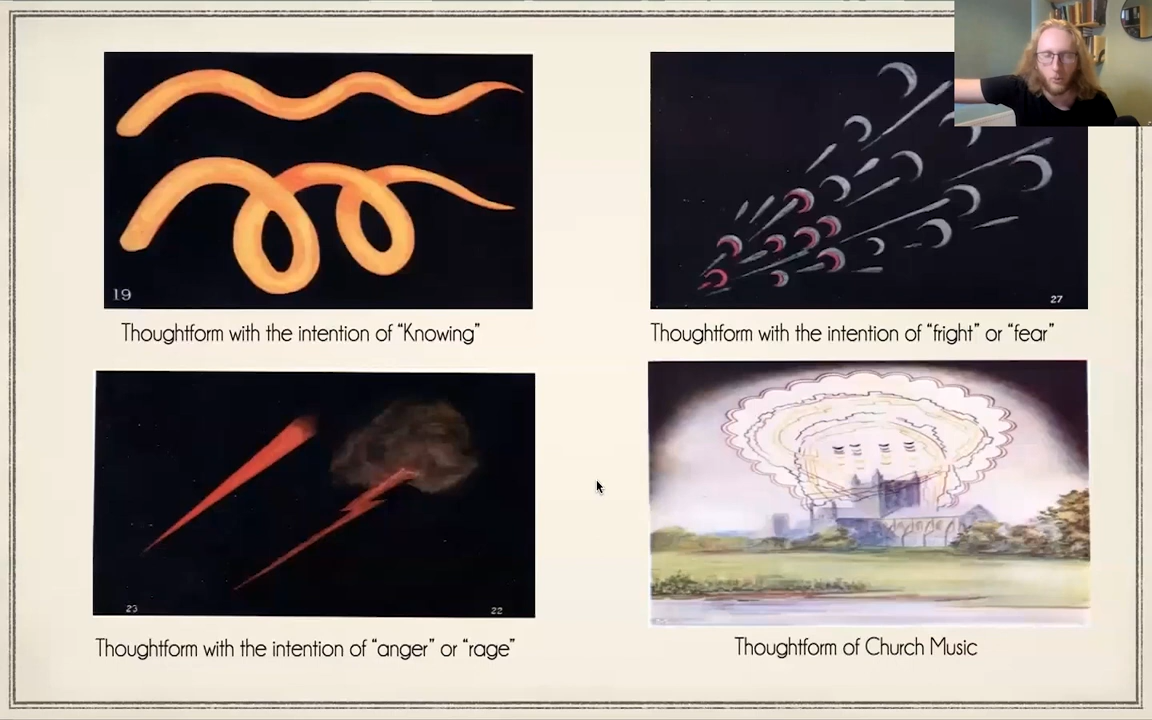 19
27
Thoughtform with the intention of “Knowing”
Thoughtform with the intention of “fright” or “fear”
23
22
Thoughtform with the intention of “anger” or “rage”
Thoughtform of Church Music